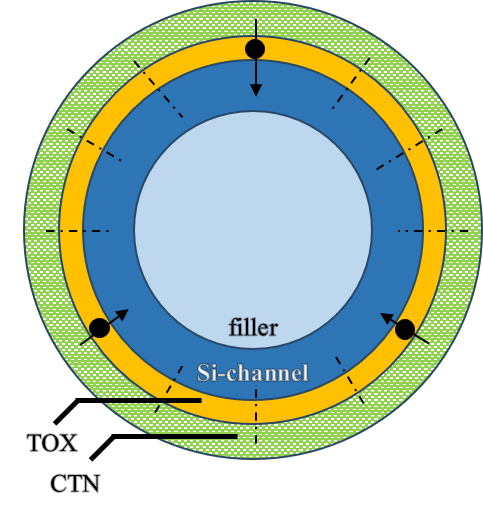 filler
Si-channel
TOX
CTN